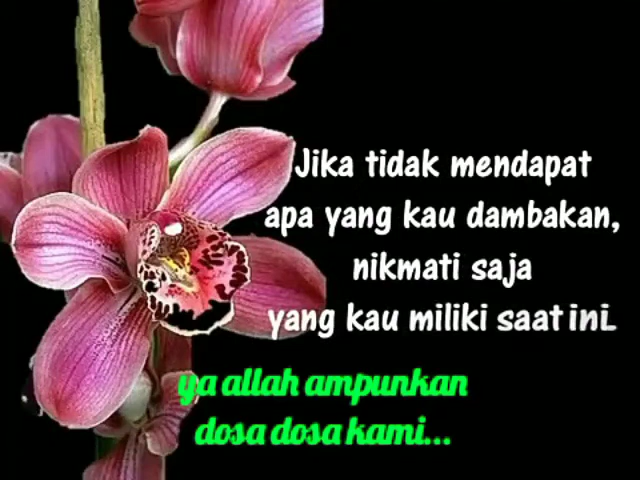 Jika tidak mendapat
apa yang kau dambakan,
nikmati saja
yang kau miliki saat ini.
ya allah ampunkan
dosa dosa kami...